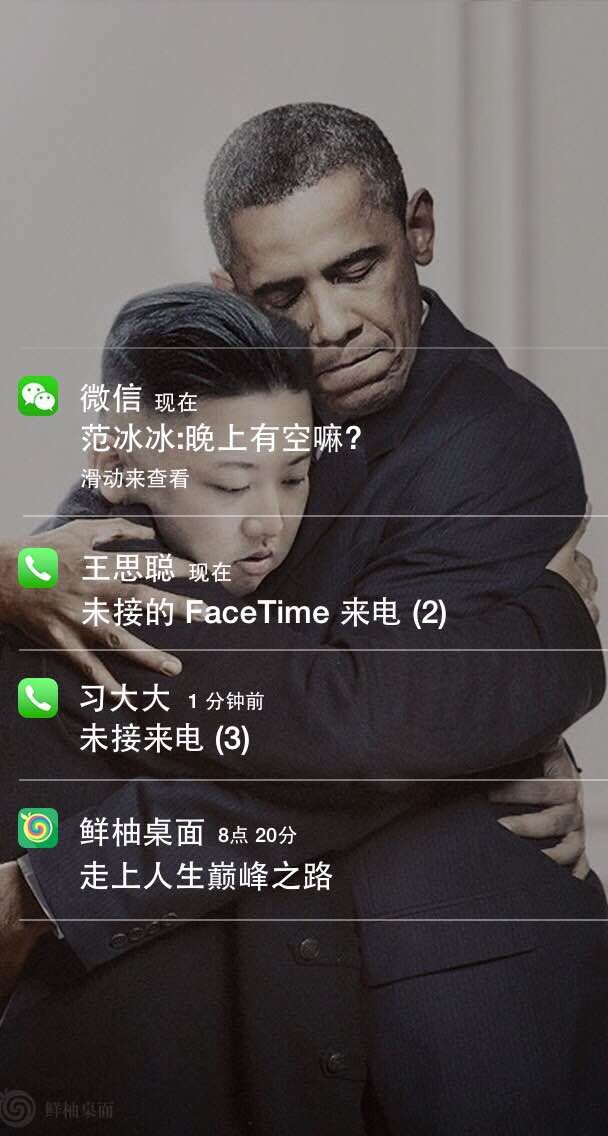 微信 现在
范冰冰:晚上有空嘛?
滑动来查看
王思聪 现在
未接的 FaceTime 来电 (2)
习大大 1 分钟前
未接来电 (3)
鲜柚桌面 8点 20分
走上人生巅峰之路
鲜柚桌面